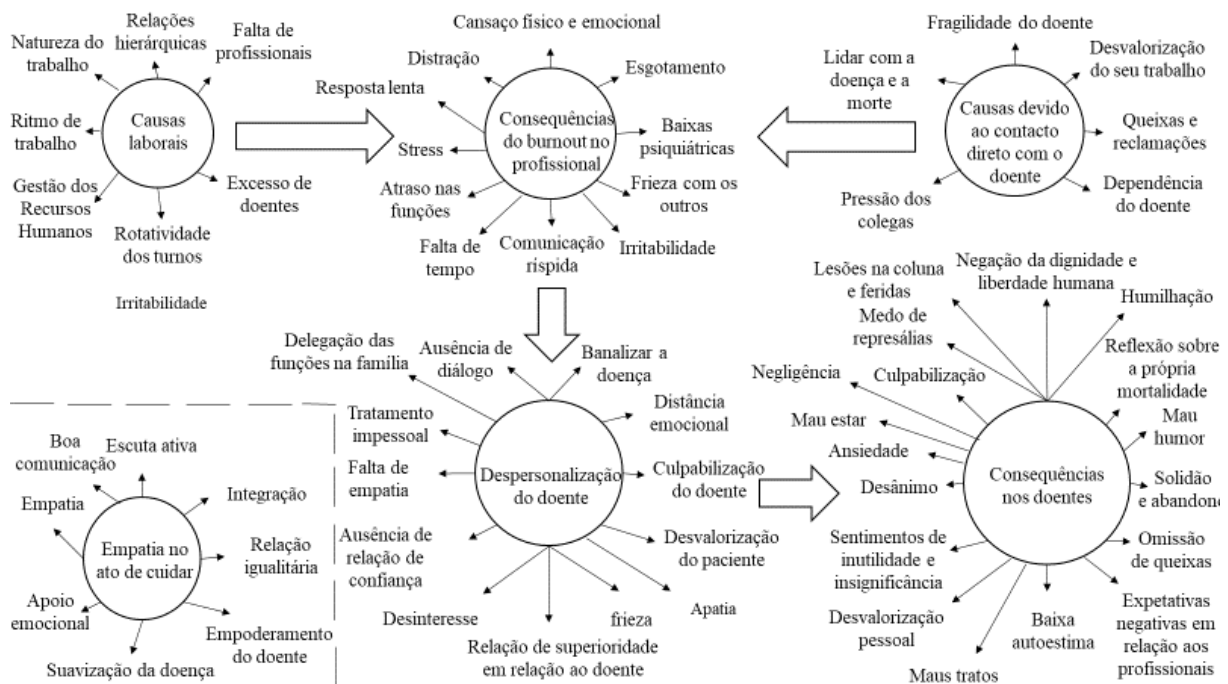 Relações
hierárquicas
Falta de
profissionais
Natureza do
trabalho
Ritmo de
trabalho
Causas
laborais
Gestão dos
Recursos
Humanos
Excesso de
doentes
Rotatividade
dos turnos
Irritabilidade
Cansaço físico e emocional
Distração
Esgotamento
Resposta lenta
Consequências
do burnout no
profissional
Baixas
psiquiátricas
Stress
Atraso nas
funções
Frieza com os
outros
Falta de
tempo
Comunicação
ríspida
Irritabilidade
Fragilidade do doente
Lidar com a
doença e a
morte
Desvalorização
do seu trabalho
Causas devido
ao contacto
direto com o
doente
Queixas e
reclamações
Pressão dos
colegas
Dependência
do doente
Delegação das
funções na família
Ausência de
diálogo
Banalizar a
doença
Tratamento
impessoal
Distância
emocional
Falta de
empatia
Despersonalização
do doente
Culpabilização
do doente
Ausência de
relação de
confiança
Desvalorização
do paciente
Desinteresse
Relação de superioridade
em relação ao doente
frieza
Apatia
Lesões na coluna
e feridas
Negação da dignidade e
liberdade humana
Humilhação
Medo de
represálias
Reflexão sobre
a própria
mortalidade
Negligência
Culpabilização
Mau estar
Mau
humor
Ansiedade
Consequências
nos doentes
Desânimo
Solidão
e abandono
Sentimentos de
inutilidade e
insignificância
Omissão
de queixas
Desvalorização
pessoal
Baixa
autoestima
Expetativas
negativas em
relação aos
profissionais
Maus tratos
Boa
comunicação
Escuta ativa
Empatia
Integração
Empatia no
ato de cuidar
Relação
igualitária
Apoio
emocional
Empoderamento
do doente
Suavização da doença